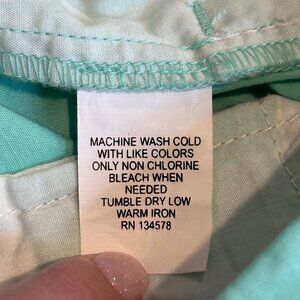 MACHINE WASH COLD
WITH LIKE COLORS
ONLY NON CHLORINE
BLEACH WHEN
NEEDED
TUMBLE DRY LOW
WARM IRON
RN 134578